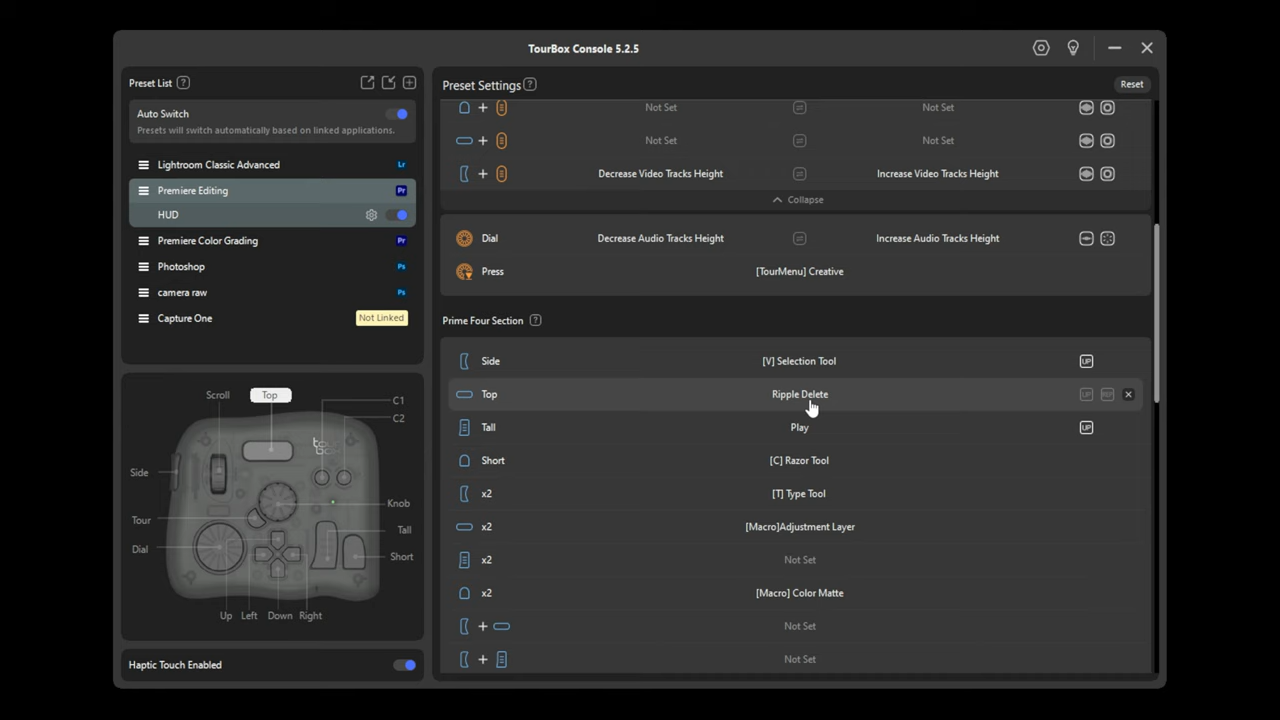 TourBox Console 5.2.5
Preset List ?
Auto Switch
Presets will switch automatically based on linked applications.
Lightroom Classic Advanced Lr
Premiere Editing Pr
HUD
Premiere Color Grading Pr
Photoshop Ps
camera raw Ps
Capture One Not Linked
Scroll Top C1
C2
Side
Knob
Tour
Tall
Dial
Short
Up Left Down Right
Haptic Touch Enabled
Preset Settings ? Reset
+ Not Set Not Set
+ Not Set Not Set
+ Decrease Video Tracks Height Increase Video Tracks Height
Collapse
Dial Decrease Audio Tracks Height Increase Audio Tracks Height
Press [TourMenu] Creative
Prime Four Section ?
Side [V] Selection Tool UP
Top Ripple Delete UP REP
Tall Play UP
Short [C] Razor Tool
x2 [T] Type Tool
x2 [Macro]Adjustment Layer
x2 Not Set
x2 [Macro] Color Matte
+ Not Set
+ Not Set